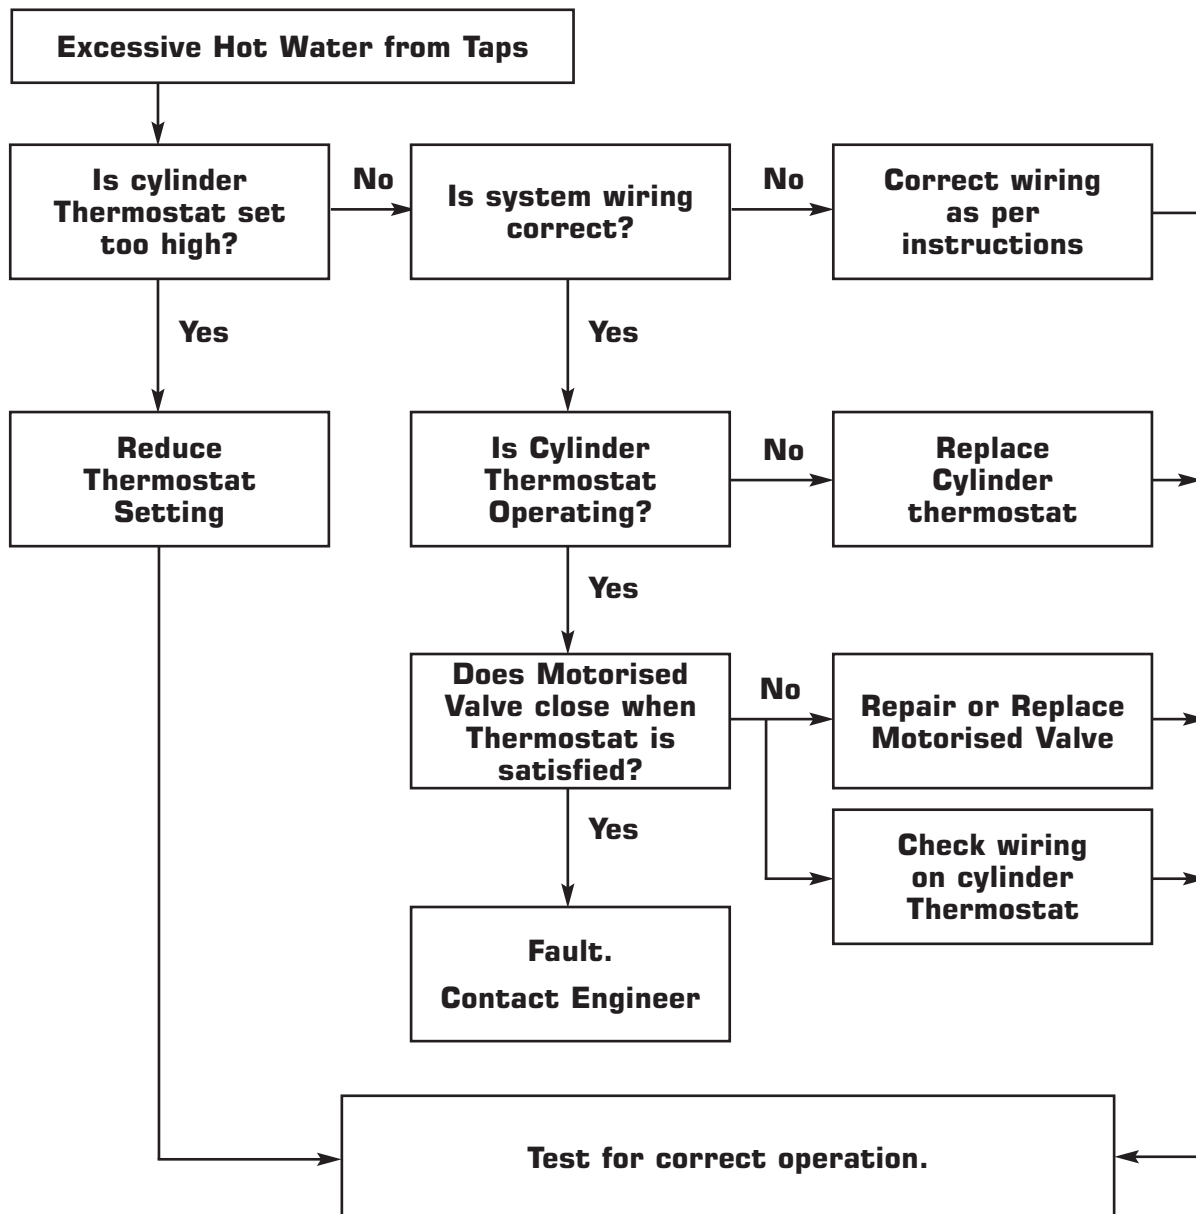 Excessive Hot Water from Taps
Is cylinder
Thermostat set
too high?
No
Is system wiring
correct?
No
Correct wiring
as per
instructions
Yes
Yes
Reduce
Thermostat
Setting
Is Cylinder
Thermostat
Operating?
No
Replace
Cylinder
thermostat
Yes
Does Motorised
Valve close when
Thermostat is
satisfied?
No
Repair or Replace
Motorised Valve
Yes
Check wiring
on cylinder
Thermostat
Fault.
Contact Engineer
Test for correct operation.